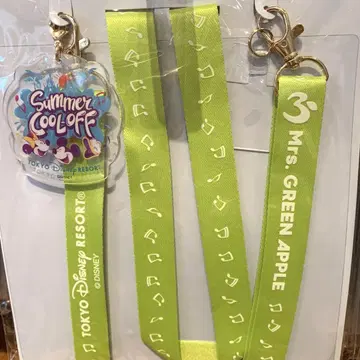 Summer
COOL-OFF
TOKYO DISNEY RESORT
TOKYO Disney RESORT®
© DISNEY
Mrs. GREEN APPLE